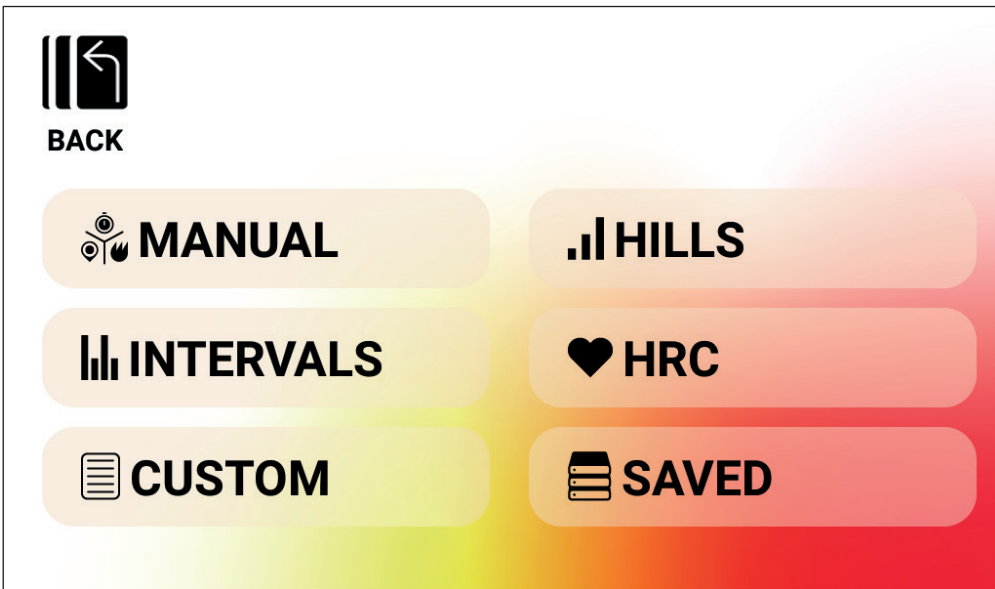 BACK
MANUAL
HILLS
INTERVALS
HRC
CUSTOM
SAVED